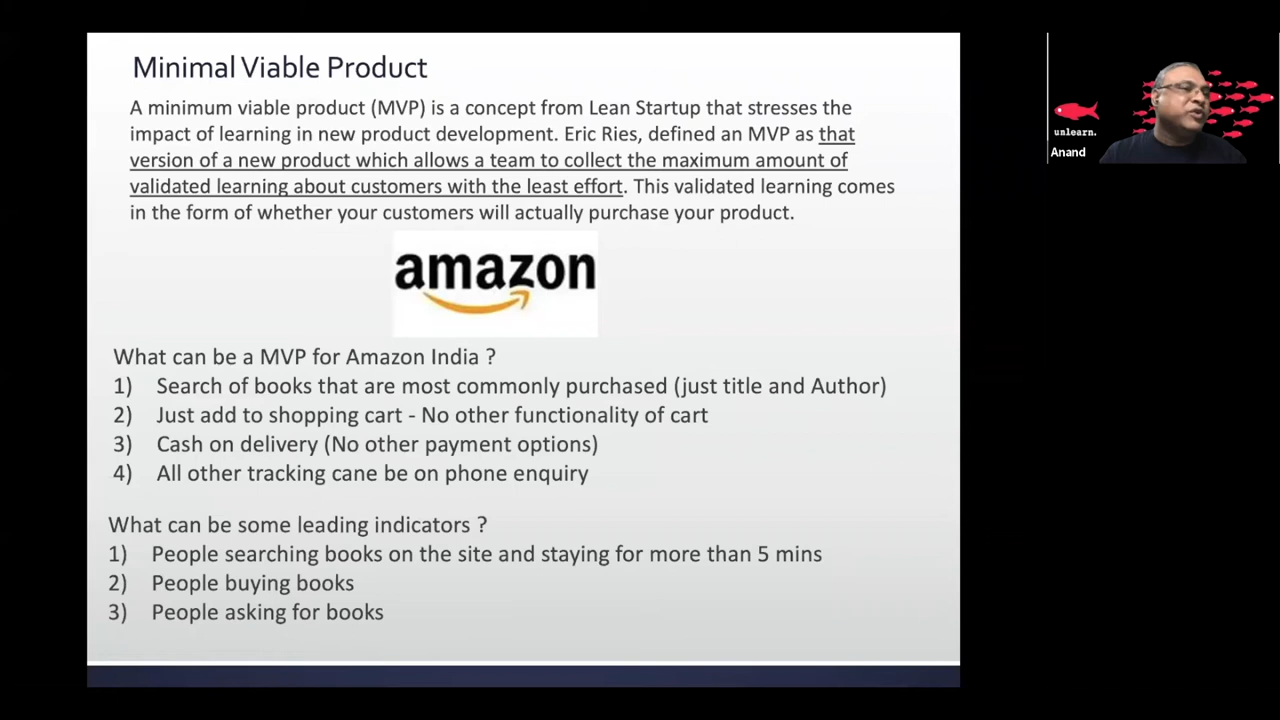 Minimal Viable Product
A minimum viable product (MVP) is a concept from Lean Startup that stresses the
impact of learning in new product development. Eric Ries, defined an MVP as that
version of a new product which allows a team to collect the maximum amount of
validated learning about customers with the least effort. This validated learning comes
in the form of whether your customers will actually purchase your product.
amazon
What can be a MVP for Amazon India ?
1) Search of books that are most commonly purchased (just title and Author)
2) Just add to shopping cart - No other functionality of cart
3) Cash on delivery (No other payment options)
4) All other tracking cane be on phone enquiry
What can be some leading indicators ?
1) People searching books on the site and staying for more than 5 mins
2) People buying books
3) People asking for books
unlearn.
Anand